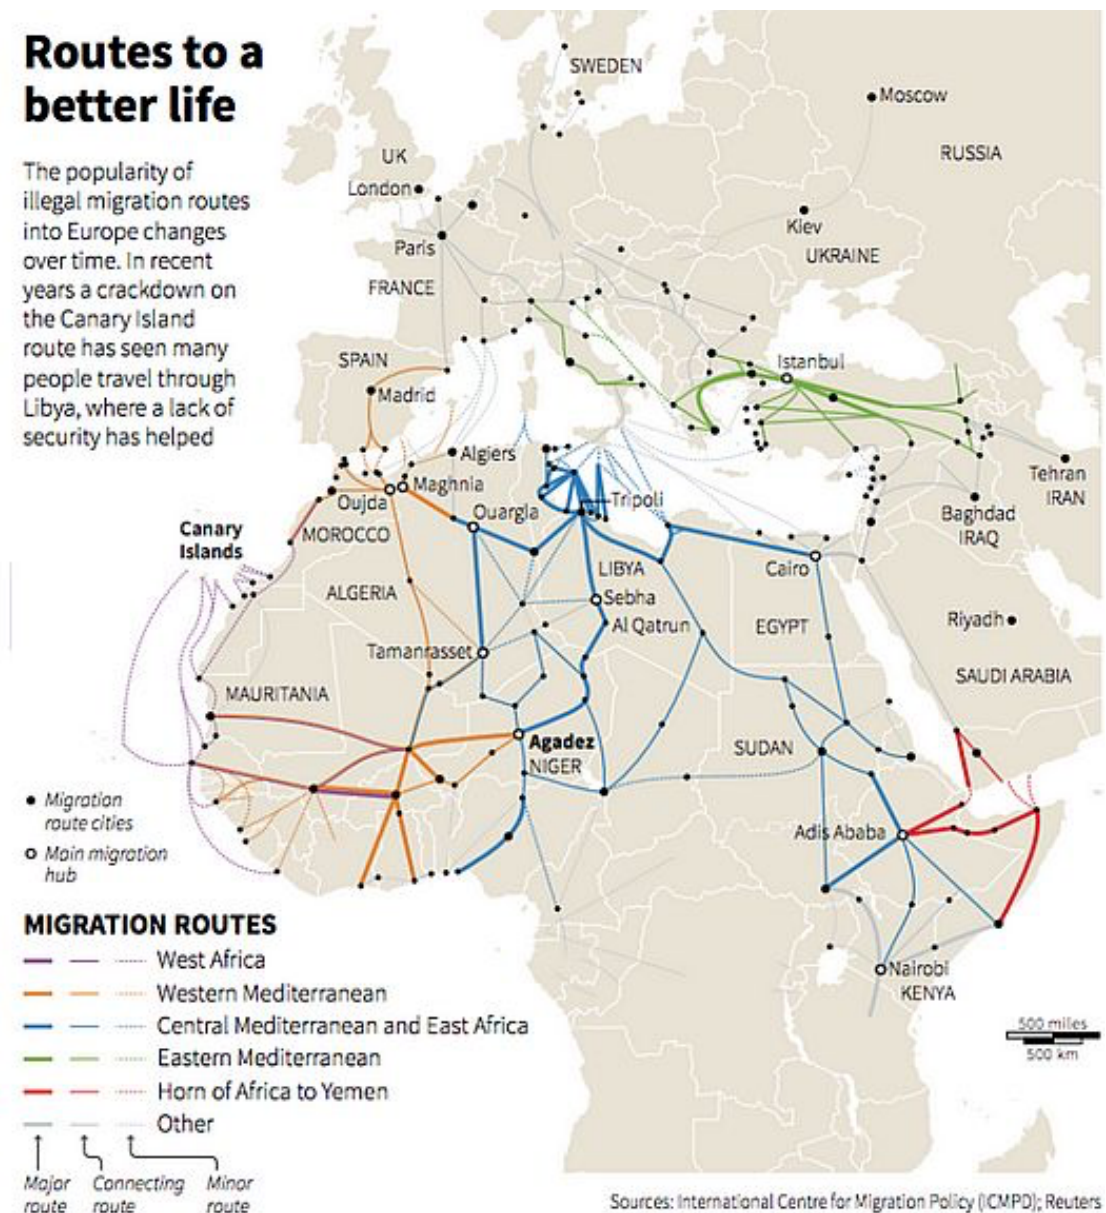 Routes to a
better life
The popularity of
illegal migration routes
into Europe changes
over time. In recent
years a crackdown on
the Canary Island
route has seen many
people travel through
Libya, where a lack of
security has helped
SWEDEN
Moscow
RUSSIA
UK
London
Kiev
UKRAINE
Paris
FRANCE
SPAIN
Madrid
Istanbul
Algiers
Maghnia
Oujda
Ouargla
Tripoli
Tehran
IRAN
Baghdad
IRAQ
MOROCCO
Canary
Islands
LIBYA
Cairo
ALGERIA
Sebha
Al Qatrun
EGYPT
Riyadh
Tamanrasset
SAUDI ARABIA
MAURITANIA
Agadez
NIGER
SUDAN
Adis Ababa
Nairobi
KENYA
Migration
route cities
Main migration
hub
MIGRATION ROUTES
West Africa
Western Mediterranean
Central Mediterranean and East Africa
Eastern Mediterranean
Horn of Africa to Yemen
Other
Major
route
Connecting
route
Minor
route
500 miles
500 km
Sources: International Centre for Migration Policy (ICMPD); Reuters